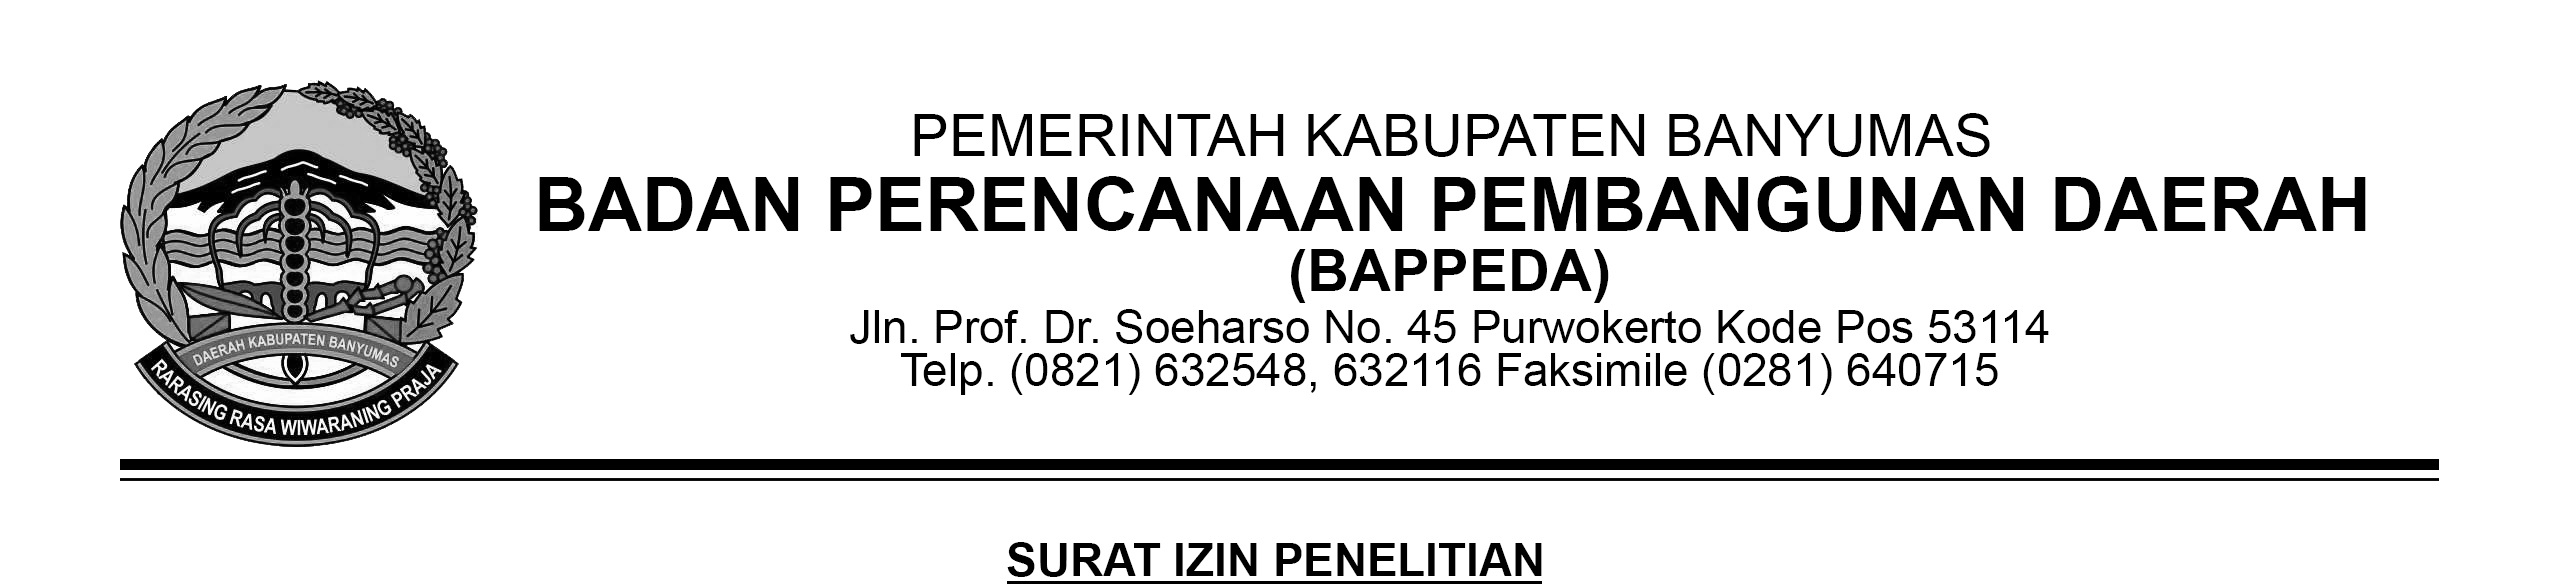 PEMERINTAH KABUPATEN BANYUMAS
BADAN PERENCANAAN PEMBANGUNAN DAERAH
(BAPPEDA)
Jln. Prof. Dr. Soeharso No. 45 Purwokerto Kode Pos 53114
Telp. (0821) 632548, 632116 Faksimile (0281) 640715
DAERAH KABUPATEN BANYUMAS
RARASING RASA WIWARANING PRAJA
SURAT IZIN PENELITIAN